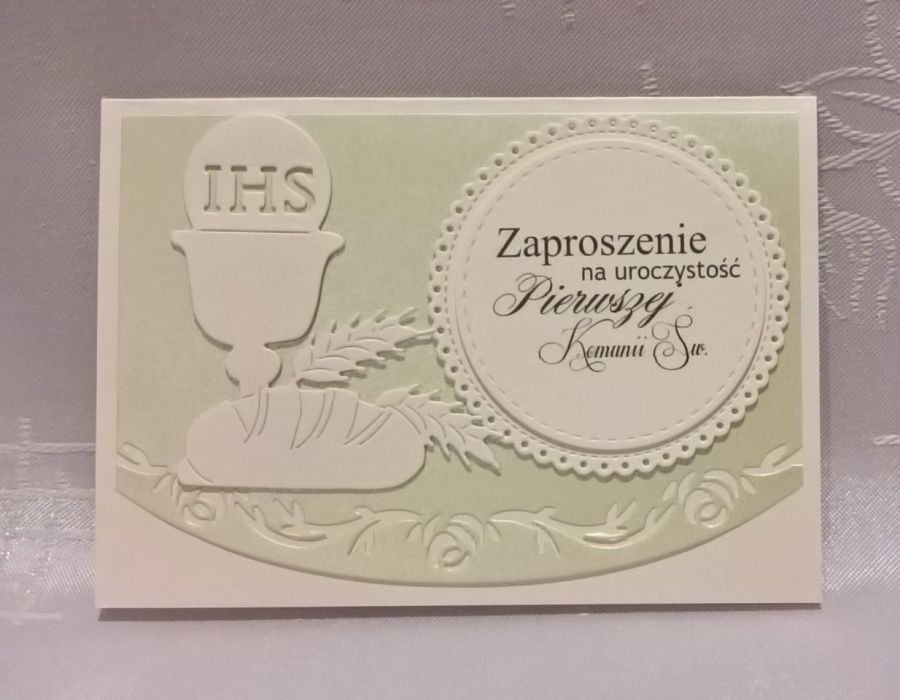 IHS
Zaproszenie
na uroczystość
Pierwszej
Komunii Św.